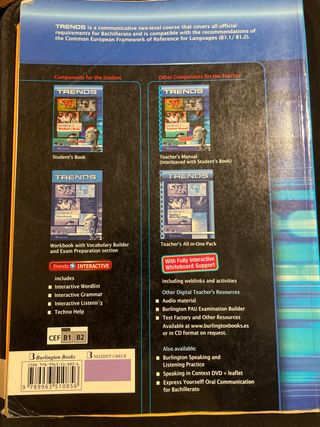 TRENDS is a communicative two-level course that covers all official
requirements for Bachillerato and is compatible with the recommendations of
the Common European Framework of Reference for Languages (B1.1/ B1.2).
Components for the Student
TRENDS
Student's Book
TRENDS
Workbook with Vocabulary Builder
and Exam Preparation section
Trends INTERACTIVE
includes
Interactive Wordlist
Interactive Grammar
Interactive Listening
Techno Help
CEF B1 B2
Burlington Books
VALIDITY CHECK
Other Components for the Teacher
TRENDS
Teacher's Manual
(Interleaved with Student's Book)
TRENDS
Teacher's All-in-One Pack
With Fully Interactive
Whiteboard Support
including weblinks and activities
Other Digital Teacher's Resources
Audio material
Burlington PAU Examination Builder
Test Factory and Other Resources
Available at www.burlingtonbooks.es
or in CD format on request.
Also available:
Burlington Speaking and
Listening Practice
Speaking in Context DVD + leaflet
Express Yourself Oral Communication
for Bachillerato
9 789963 510856